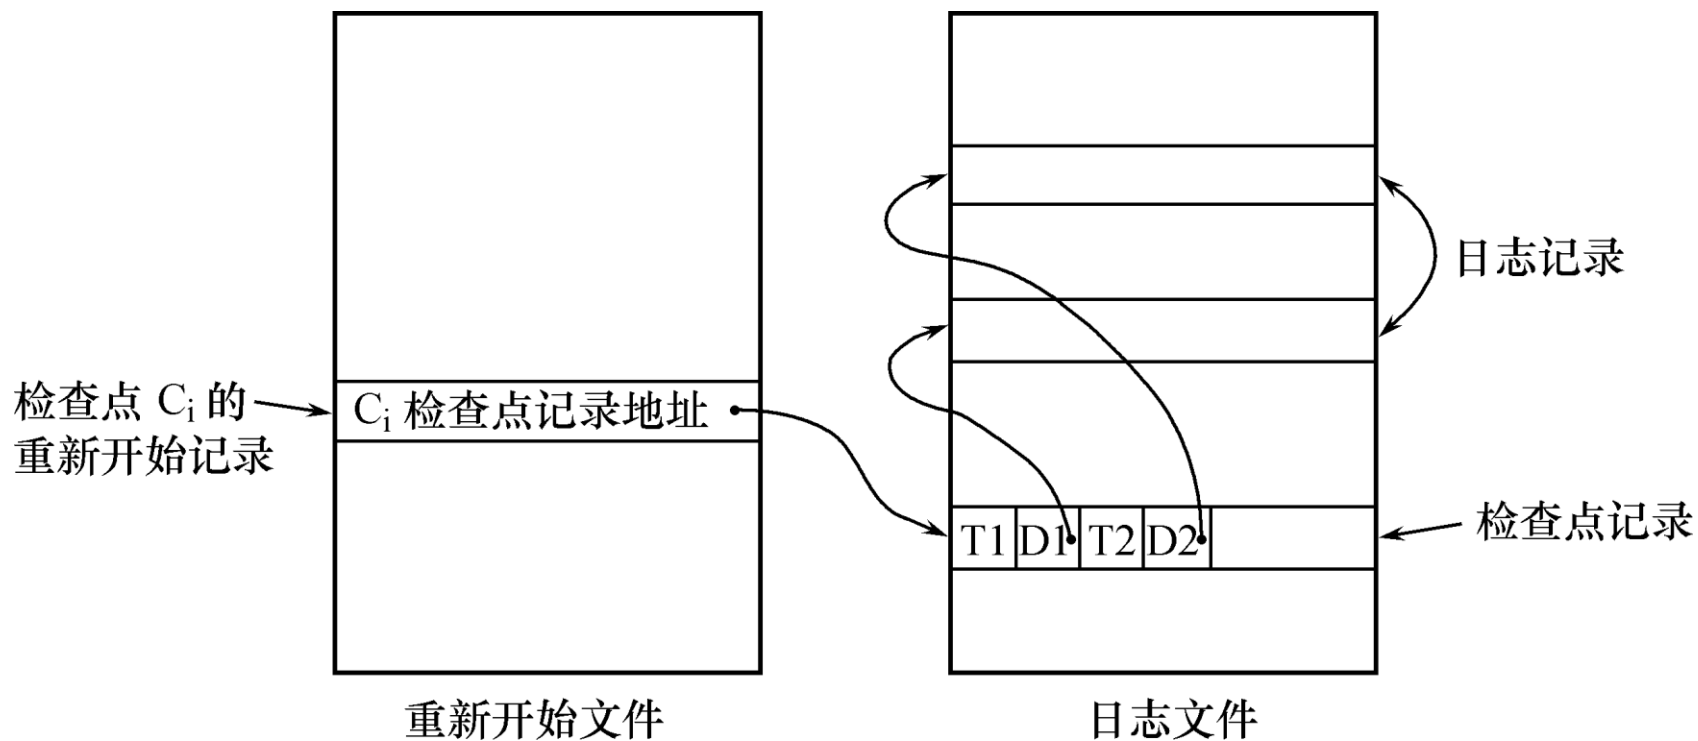 检查点 Ci 的
重新开始记录
Ci 检查点记录地址
重新开始文件
日志记录
T1 D1 T2 D2
检查点记录
日志文件